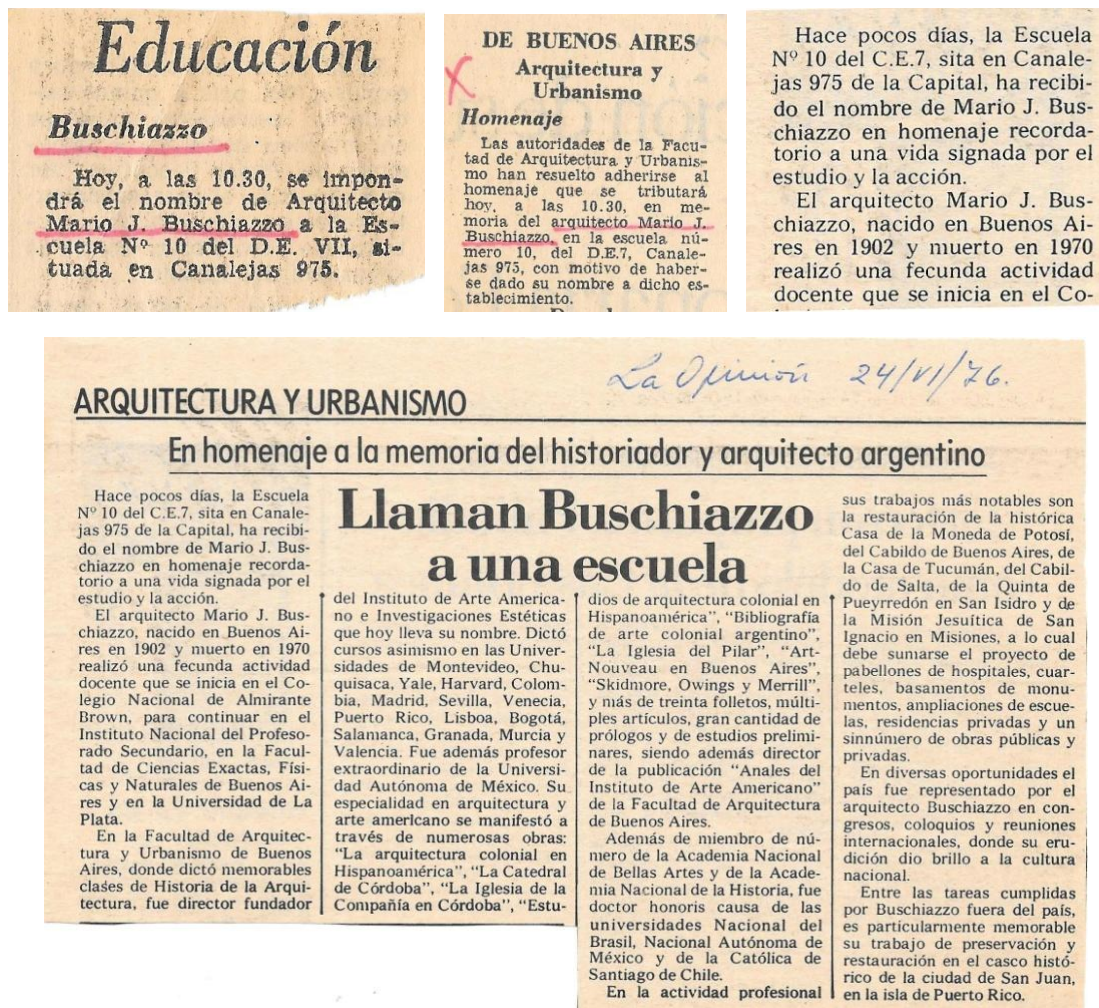 Educación
Buschiazzo
Hoy, a las 10.30, se impon-
drá el nombre de Arquitecto
Mario J. Buschiazzo a la Es-
cuela Nº 10 del D.E. VII, si-
tuada en Canalejas 975.
DE BUENOS AIRES
Arquitectura y
Urbanismo
Homenaje
Las autoridades de la Facu-
tad de Arquitectura y Urbanis-
mo han resuelto adherirse al
homenaje que se tributará
hoy, a las 10.30, en me-
moria del arquitecto Mario J.
Buschiazzo, en la escuela nú-
mero 10, del D.E.7, Canale-
jas 975, con motivo de haber-
se dado su nombre a dicho es-
tablecimiento.
Hace pocos días, la Escuela
Nº 10 del C.E.7, sita en Canale-
jas 975 de la Capital, ha recibi-
do el nombre de Mario J. Bus-
chiazzo en homenaje recorda-
torio a una vida signada por el
estudio y la acción.
El arquitecto Mario J. Bus-
chiazzo, nacido en Buenos Ai-
res en 1902 y muerto en 1970
realizó una fecunda actividad
docente que se inicia en el Co-
La Opinión 24/VI/76.
ARQUITECTURA Y URBANISMO
En homenaje a la memoria del historiador y arquitecto argentino
Llaman Buschiazzo
a una escuela
Hace pocos días, la Escuela
Nº 10 del C.E.7, sita en Canale-
jas 975 de la Capital, ha recibi-
do el nombre de Mario J. Bus-
chiazzo en homenaje recorda-
torio a una vida signada por el
estudio y la acción.
El arquitecto Mario J. Bus-
chiazzo, nacido en Buenos Ai-
res en 1902 y muerto en 1970
realizó una fecunda actividad
docente que se inicia en el Co-
legio Nacional de Almirante
Brown, para continuar en el
Instituto Nacional del Profeso-
rado Secundario, en la Facul-
tad de Ciencias Exactas, Físi-
cas y Naturales de Buenos Ai-
res y en la Universidad de La
Plata.
En la Facultad de Arquitec-
tura y Urbanismo de Buenos
Aires, donde dictó memorables
clases de Historia de la Arqui-
tectura, fue director fundador
del Instituto de Arte America-
no e Investigaciones Estéticas
que hoy lleva su nombre. Dictó
cursos asimismo en las Univer-
sidades de Montevideo, Chu-
quisaca, Yale, Harvard, Colom-
bia, Madrid, Sevilla, Venecia,
Puerto Rico, Lisboa, Bogotá,
Salamanca, Granada, Murcia y
Valencia. Fue además profesor
extraordinario de la Universi-
dad Autónoma de México. Su
especialidad en arquitectura y
arte americano se manifestó a
través de numerosas obras:
"La arquitectura colonial en
Hispanoamérica", "La Catedral
de Córdoba", "La Iglesia de la
Compañía en Córdoba", "Estu-
dios de arquitectura colonial en
Hispanoamérica", "Bibliografía
de arte colonial argentino",
"La Iglesia del Pilar", "Art-
Nouveau en Buenos Aires",
"Skidmore, Owings y Merrill",
y más de treinta folletos, múlti-
ples artículos, gran cantidad de
prólogos y de estudios prelimi-
nares, siendo además director
de la publicación "Anales del
Instituto de Arte Americano"
de la Facultad de Arquitectura
de Buenos Aires.
Además de miembro de nú-
mero de la Academia Nacional
de Bellas Artes y de la Acade-
mia Nacional de la Historia, fue
doctor honoris causa de las
universidades Nacional del
Brasil, Nacional Autónoma de
México y de la Católica de
Santiago de Chile.
En la actividad profesional
sus trabajos más notables son
la restauración de la histórica
Casa de la Moneda de Potosí,
del Cabildo de Buenos Aires, de
la Casa de Tucumán, del Cabil-
do de Salta, de la Quinta de
Pueyrredón en San Isidro y de
la Misión Jesuítica de San
Ignacio en Misiones, a lo cual
debe sumarse el proyecto de
pabellones de hospitales, cuar-
teles, basamentos de monu-
mentos, ampliaciones de escue-
las, residencias privadas y un
sinnúmero de obras públicas y
privadas.
En diversas oportunidades el
país fue representado por el
arquitecto Buschiazzo en con-
gresos, coloquios y reuniones
internacionales, donde su eru-
dición dio brillo a la cultura
nacional.
Entre las tareas cumplidas
por Buschiazzo fuera del país,
es particularmente memorable
su trabajo de preservación y
restauración en el casco histó-
rico de la ciudad de San Juan,
en la isla de Puerto Rico.